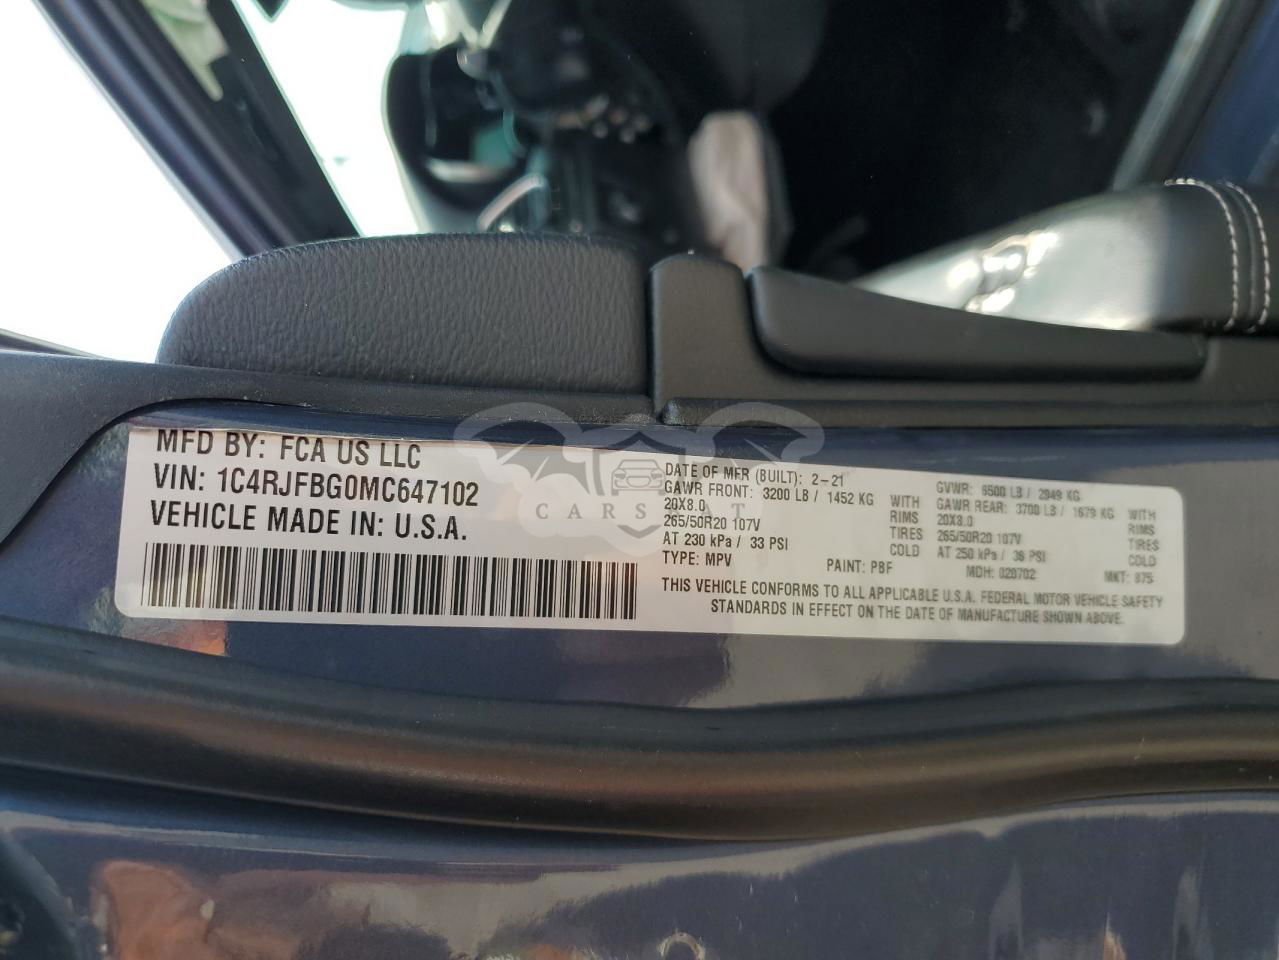 MFD BY: FCA US LLC
VIN: 1C4RJFBG0MC647102
VEHICLE MADE IN: U.S.A.
DATE OF MFR (BUILT): 2-21
GAWR FRONT: 3200 LB / 1452 KG WITH
20X8.0 RIMS
265/50R20 107V TIRES
AT 230 kPa / 33 PSI COLD
TYPE: MPV PAINT: PBF
GVWR: 6500 LB / 2949 KG
GAWR REAR: 3700 LB / 1679 KG WITH
20X8.0 RIMS
265/50R20 107V TIRES
AT 250 kPa / 36 PSI COLD
MDH: 020702 MKT: 875
THIS VEHICLE CONFORMS TO ALL APPLICABLE U.S.A. FEDERAL MOTOR VEHICLE SAFETY
STANDARDS IN EFFECT ON THE DATE OF MANUFACTURE SHOWN ABOVE.